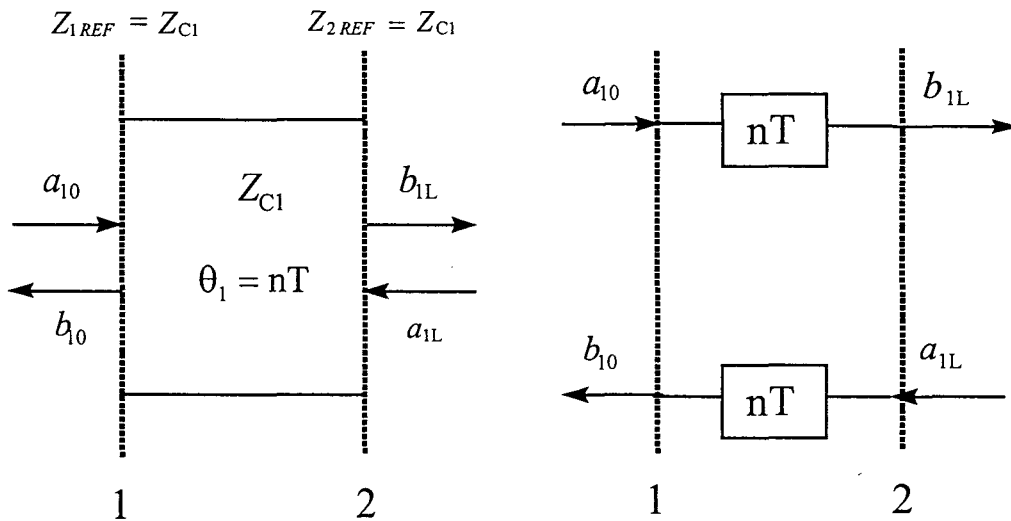 Z1REF = ZC1
Z2REF = ZC1
a10
ZC1
b1L
θ1 = nT
b10
a1L
1
2
a10
nT
b1L
b10
nT
a1L
1
2